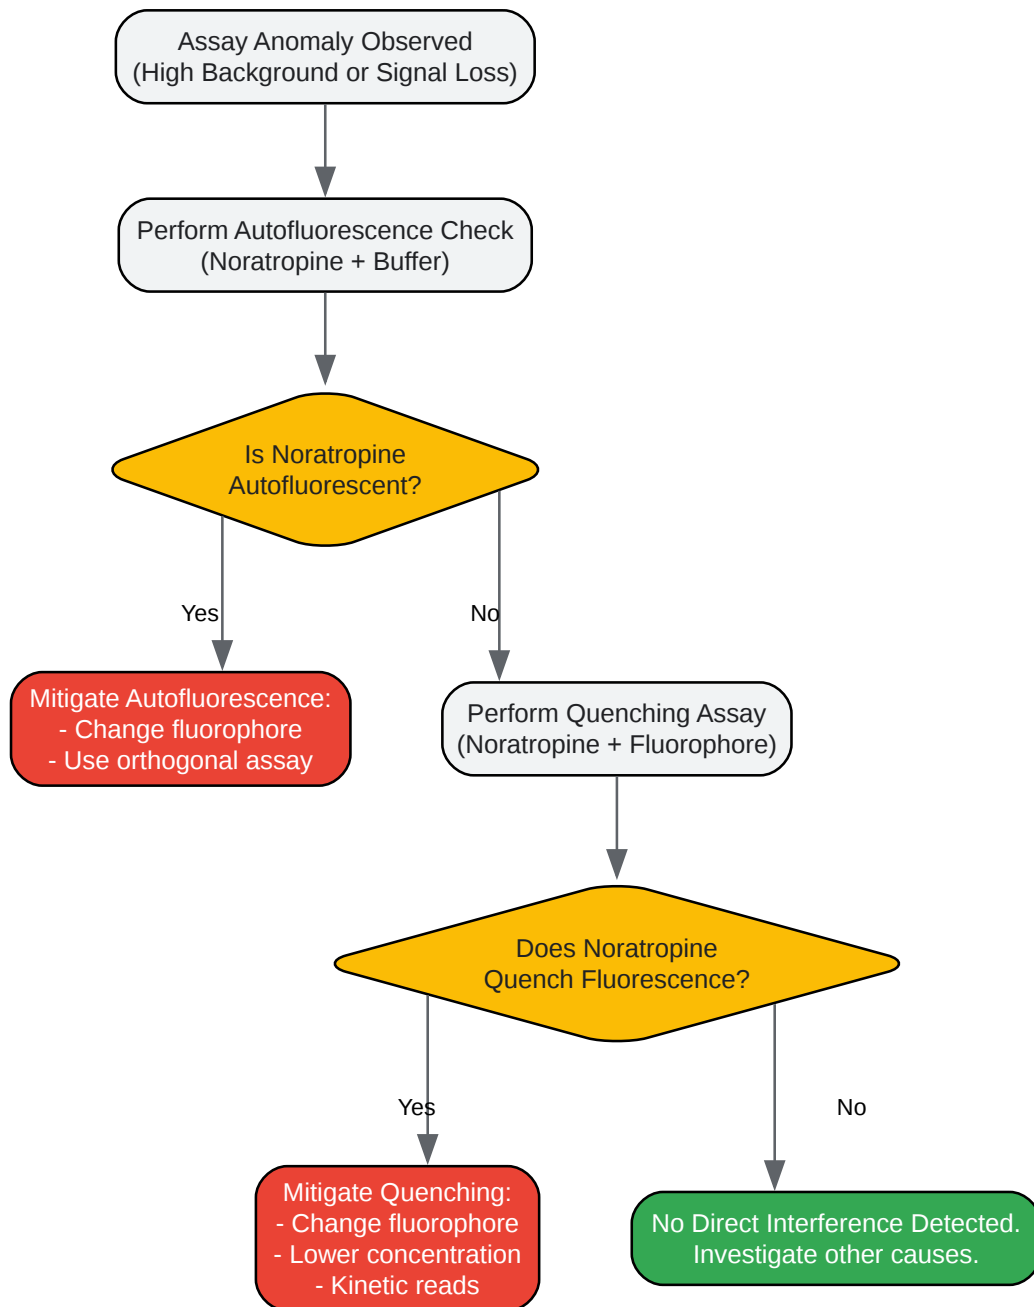 Assay Anomaly Observed
(High Background or Signal Loss)
Perform Autofluorescence Check
(Noratropine + Buffer)
Is Noratropine
Autofluorescent?
Yes
No
Mitigate Autofluorescence:
- Change fluorophore
- Use orthogonal assay
Perform Quenching Assay
(Noratropine + Fluorophore)
Does Noratropine
Quench Fluorescence?
Yes
No
Mitigate Quenching:
- Change fluorophore
- Lower concentration
- Kinetic reads
No Direct Interference Detected.
Investigate other causes.